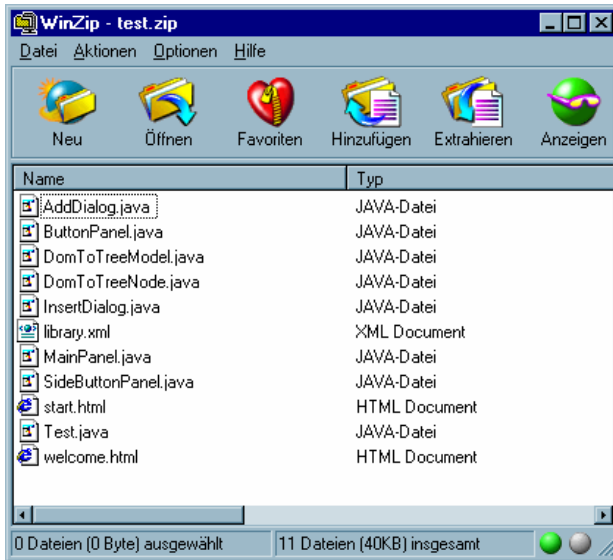 WinZip - test.zip
Datei Aktionen Optionen Hilfe
Neu Öffnen Favoriten Hinzufügen Extrahieren Anzeigen
Name Typ
AddDialog.java JAVA-Datei
ButtonPanel.java JAVA-Datei
DomToTreeModel.java JAVA-Datei
DomToTreeNode.java JAVA-Datei
InsertDialog.java JAVA-Datei
library.xml XML Document
MainPanel.java JAVA-Datei
SideButtonPanel.java JAVA-Datei
start.html HTML Document
Test.java JAVA-Datei
welcome.html HTML Document
0 Dateien (0 Byte) ausgewählt 11 Dateien (40KB) insgesamt